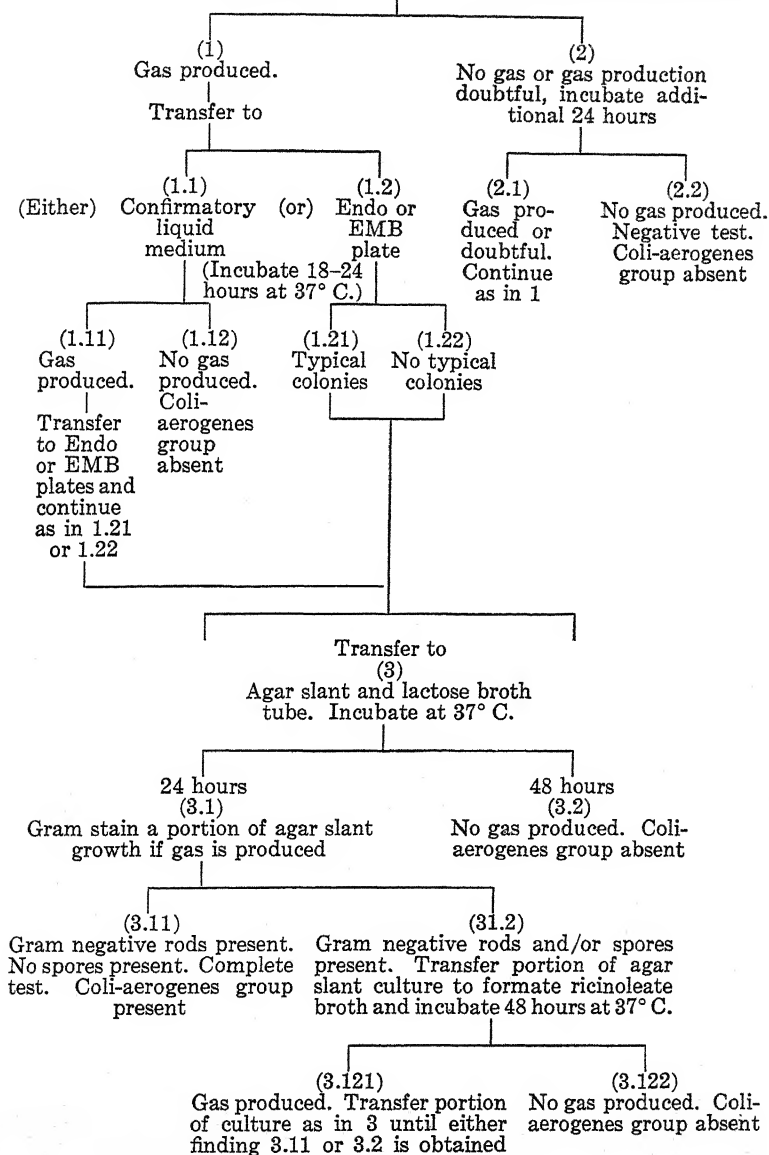 (1)
Gas produced.
Transfer to
(2)
No gas or gas production
doubtful, incubate addi-
tional 24 hours
(Either)
(1.1)
Confirmatory
liquid
medium
(or)
(1.2)
Endo or
EMB
plate
(Incubate 18–24
hours at 37° C.)
(2.1)
Gas pro-
duced or
doubtful.
Continue
as in 1
(2.2)
No gas produced.
Negative test.
Coli-aerogenes
group absent
(1.11)
Gas
produced.
Transfer
to Endo
or EMB
plates and
continue
as in 1.21
or 1.22
(1.12)
No gas
produced.
Coli-
aerogenes
group
absent
(1.21)
Typical
colonies
(1.22)
No typical
colonies
Transfer to
(3)
Agar slant and lactose broth
tube. Incubate at 37° C.
24 hours
(3.1)
Gram stain a portion of agar slant
growth if gas is produced
48 hours
(3.2)
No gas produced. Coli-
aerogenes group absent
(3.11)
Gram negative rods present.
No spores present. Complete
test. Coli-aerogenes group
present
(31.2)
Gram negative rods and/or spores
present. Transfer portion of agar
slant culture to formate ricinoleate
broth and incubate 48 hours at 37° C.
(3.121)
Gas produced. Transfer portion
of culture as in 3 until either
finding 3.11 or 3.2 is obtained
(3.122)
No gas produced. Coli-
aerogenes group absent